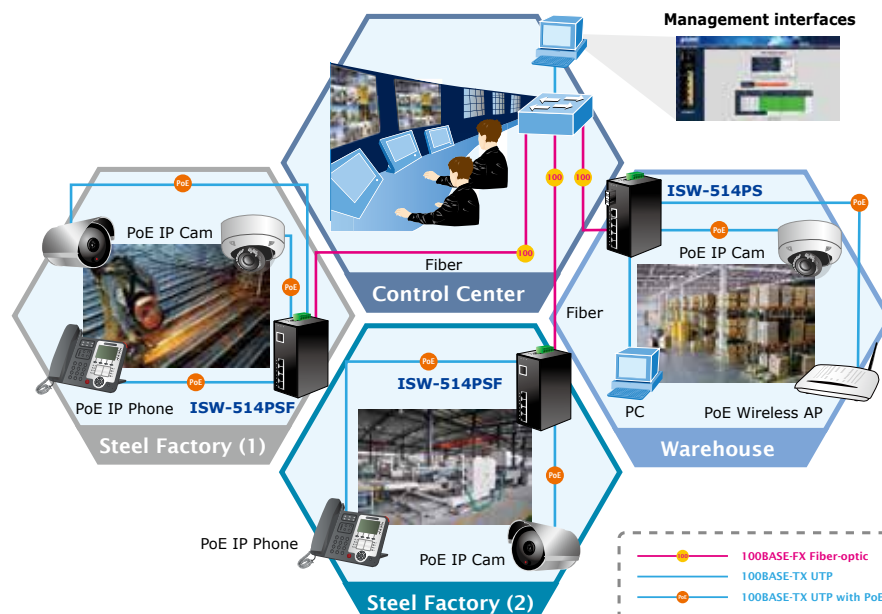 Management interfaces
ISW-514PS
PoE
PoE
PoE
100
100
PoE IP Cam
PoE IP Cam
PoE
100
Fiber
Control Center
Fiber
PoE
PoE
PoE
ISW-514PSF
PoE IP Phone
ISW-514PSF
PC
PoE Wireless AP
Steel Factory (1)
Warehouse
PoE
PoE IP Phone
PoE IP Cam
Steel Factory (2)
100
100BASE-FX Fiber-optic
100BASE-TX UTP
PoE
100BASE-TX UTP with PoE